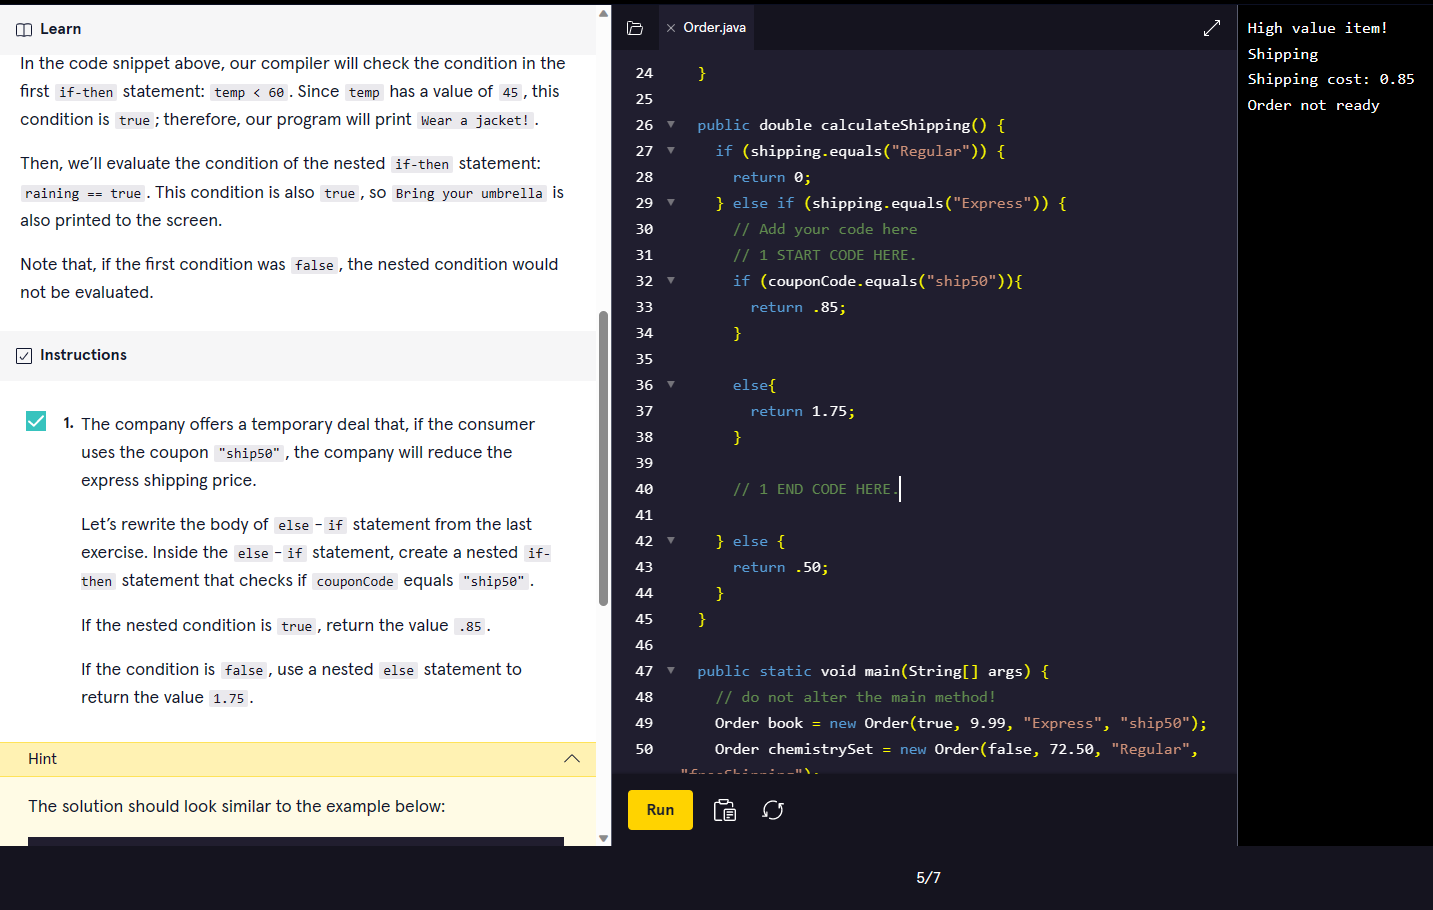 Learn
In the code snippet above, our compiler will check the condition in the
first if-then statement: temp < 60. Since temp has a value of 45, this
condition is true; therefore, our program will print Wear a jacket!.
Then, we’ll evaluate the condition of the nested if-then statement:
raining == true. This condition is also true, so Bring your umbrella is
also printed to the screen.
Note that, if the first condition was false, the nested condition would
not be evaluated.
Instructions
1. The company offers a temporary deal that, if the consumer
uses the coupon "ship50", the company will reduce the
express shipping price.
Let’s rewrite the body of else-if statement from the last
exercise. Inside the else-if statement, create a nested if-
then statement that checks if couponCode equals "ship50".
If the nested condition is true, return the value .85.
If the condition is false, use a nested else statement to
return the value 1.75.
Hint
The solution should look similar to the example below:
Order.java
24 }
25
26 public double calculateShipping() {
27 if (shipping.equals("Regular")) {
28 return 0;
29 } else if (shipping.equals("Express")) {
30 // Add your code here
31 // 1 START CODE HERE.
32 if (couponCode.equals("ship50")){
33 return .85;
34 }
35
36 else{
37 return 1.75;
38 }
39
40 // 1 END CODE HERE.
41
42 } else {
43 return .50;
44 }
45 }
46
47 public static void main(String[] args) {
48 // do not alter the main method!
49 Order book = new Order(true, 9.99, "Express", "ship50");
50 Order chemistrySet = new Order(false, 72.50, "Regular",
"freeShipping");
Run
High value item!
Shipping
Shipping cost: 0.85
Order not ready
5/7